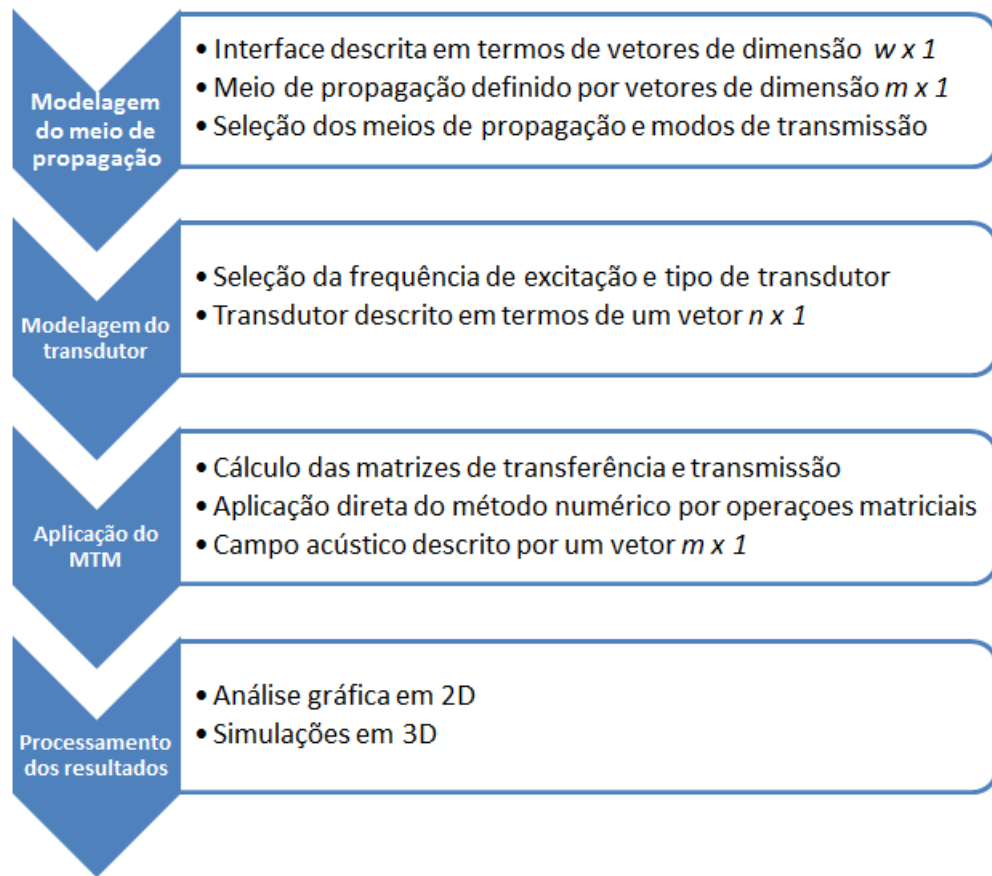 Modelagem
do meio de
propagação
• Interface descrita em termos de vetores de dimensão w x 1
• Meio de propagação definido por vetores de dimensão m x 1
• Seleção dos meios de propagação e modos de transmissão
Modelagem do
transdutor
• Seleção da frequência de excitação e tipo de transdutor
• Transdutor descrito em termos de um vetor n x 1
Aplicação do
MTM
• Cálculo das matrizes de transferência e transmissão
• Aplicação direta do método numérico por operaçoes matriciais
• Campo acústico descrito por um vetor m x 1
Processamento
dos resultados
• Análise gráfica em 2D
• Simulações em 3D